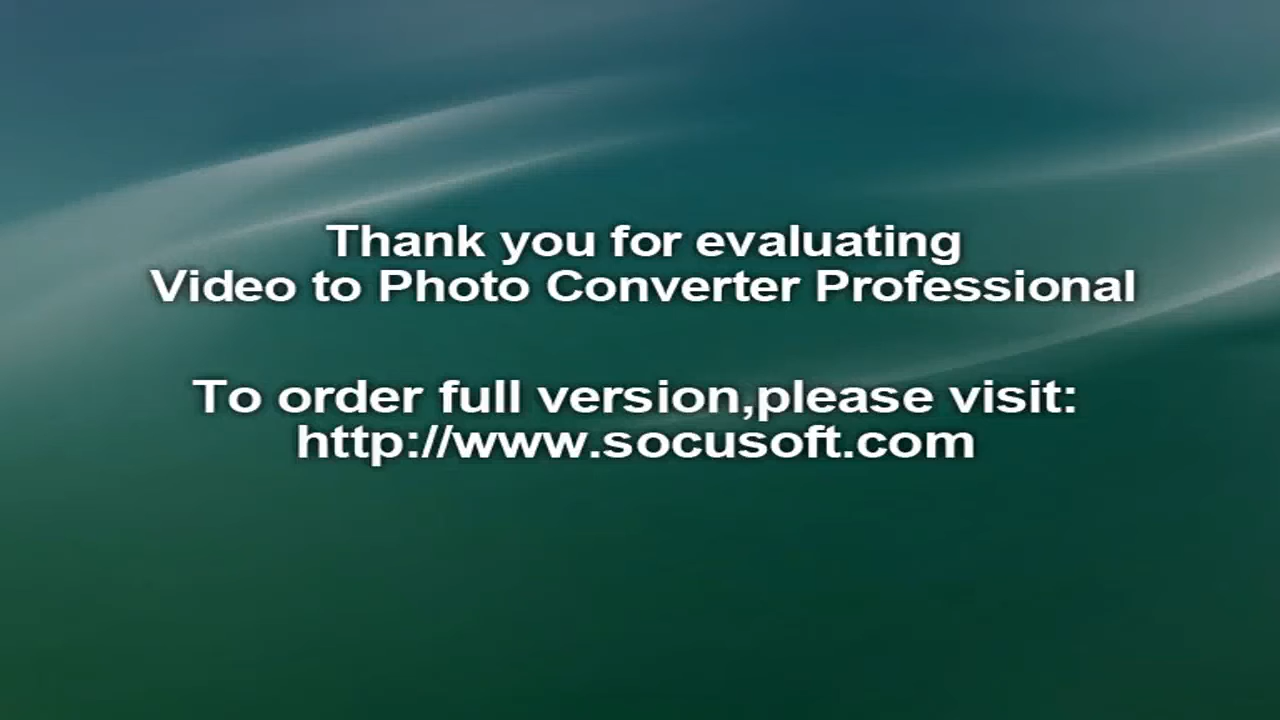 Thank you for evaluating
Video to Photo Converter Professional
To order full version,please visit:
http://www.socusoft.com